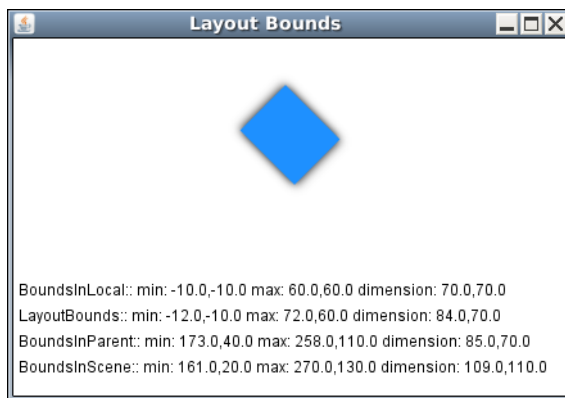 Layout Bounds
BoundsInLocal:: min: -10.0,-10.0 max: 60.0,60.0 dimension: 70.0,70.0
LayoutBounds:: min: -12.0,-10.0 max: 72.0,60.0 dimension: 84.0,70.0
BoundsInParent:: min: 173.0,40.0 max: 258.0,110.0 dimension: 85.0,70.0
BoundsInScene:: min: 161.0,20.0 max: 270.0,130.0 dimension: 109.0,110.0